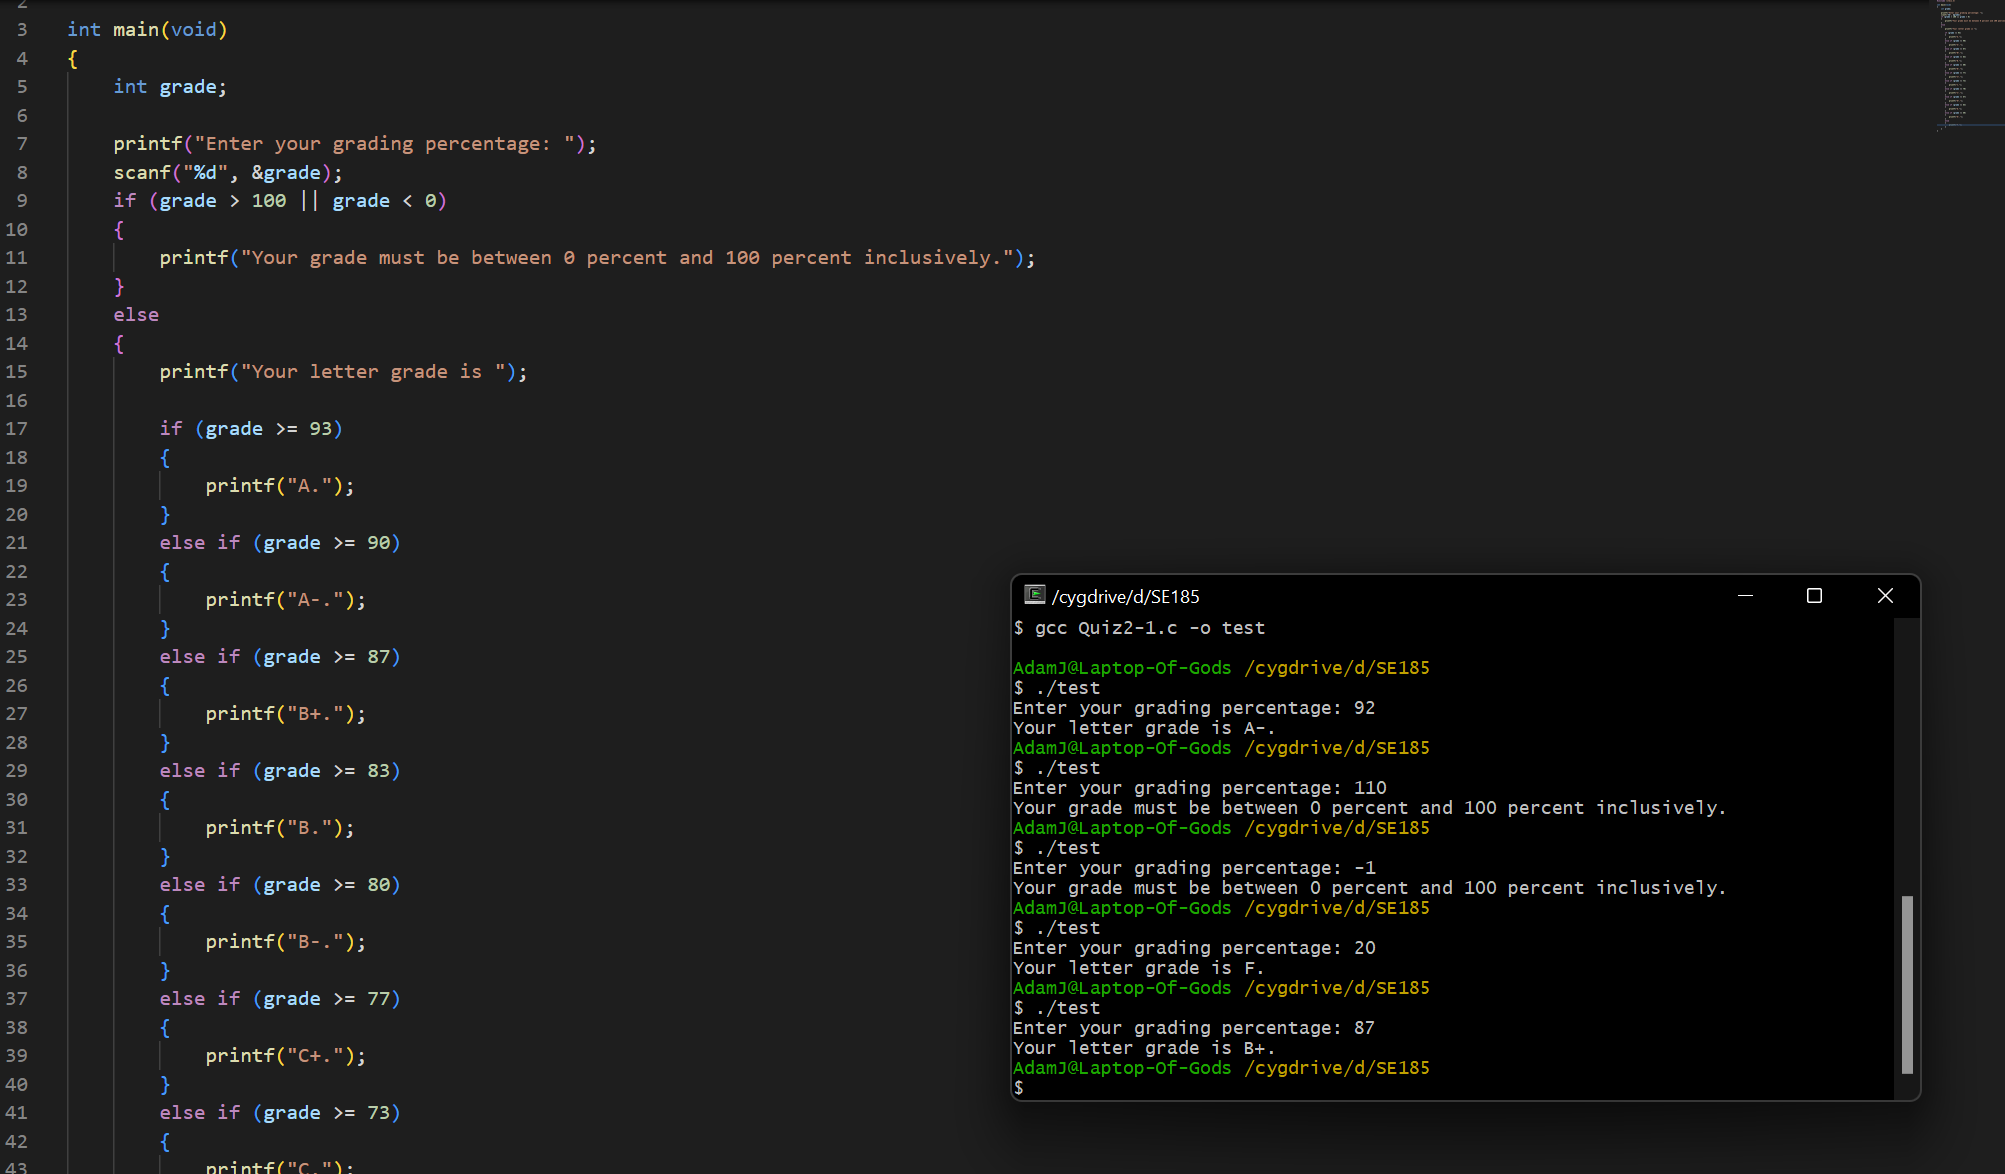 2
3 int main(void)
4 {
5 int grade;
6
7 printf("Enter your grading percentage: ");
8 scanf("%d", &grade);
9 if (grade > 100 || grade < 0)
10 {
11 printf("Your grade must be between 0 percent and 100 percent inclusively.");
12 }
13 else
14 {
15 printf("Your letter grade is ");
16
17 if (grade >= 93)
18 {
19 printf("A.");
20 }
21 else if (grade >= 90)
22 {
23 printf("A-.");
24 }
25 else if (grade >= 87)
26 {
27 printf("B+.");
28 }
29 else if (grade >= 83)
30 {
31 printf("B.");
32 }
33 else if (grade >= 80)
34 {
35 printf("B-.");
36 }
37 else if (grade >= 77)
38 {
39 printf("C+.");
40 }
41 else if (grade >= 73)
42 {
43 printf("C.");
/cygdrive/d/SE185
$ gcc Quiz2-1.c -o test
AdamJ@Laptop-Of-Gods /cygdrive/d/SE185
$ ./test
Enter your grading percentage: 92
Your letter grade is A-.
AdamJ@Laptop-Of-Gods /cygdrive/d/SE185
$ ./test
Enter your grading percentage: 110
Your grade must be between 0 percent and 100 percent inclusively.
AdamJ@Laptop-Of-Gods /cygdrive/d/SE185
$ ./test
Enter your grading percentage: -1
Your grade must be between 0 percent and 100 percent inclusively.
AdamJ@Laptop-Of-Gods /cygdrive/d/SE185
$ ./test
Enter your grading percentage: 20
Your letter grade is F.
AdamJ@Laptop-Of-Gods /cygdrive/d/SE185
$ ./test
Enter your grading percentage: 87
Your letter grade is B+.
AdamJ@Laptop-Of-Gods /cygdrive/d/SE185
$